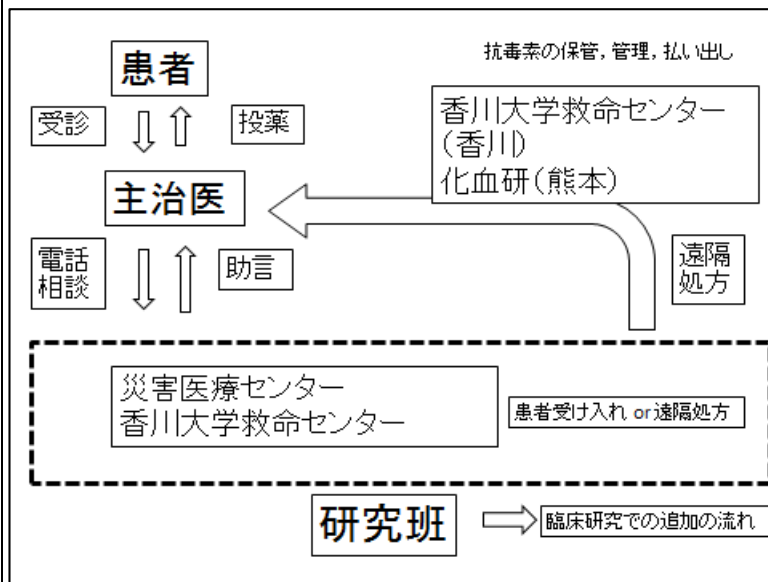 患者
抗毒素の保管,管理,払い出し
受診
投薬
香川大学救命センター
(香川)
化血研(熊本)
主治医
電話
相談
助言
遠隔
処方
災害医療センター
香川大学救命センター
患者受け入れ or遠隔処方
研究班
臨床研究での追加の流れ